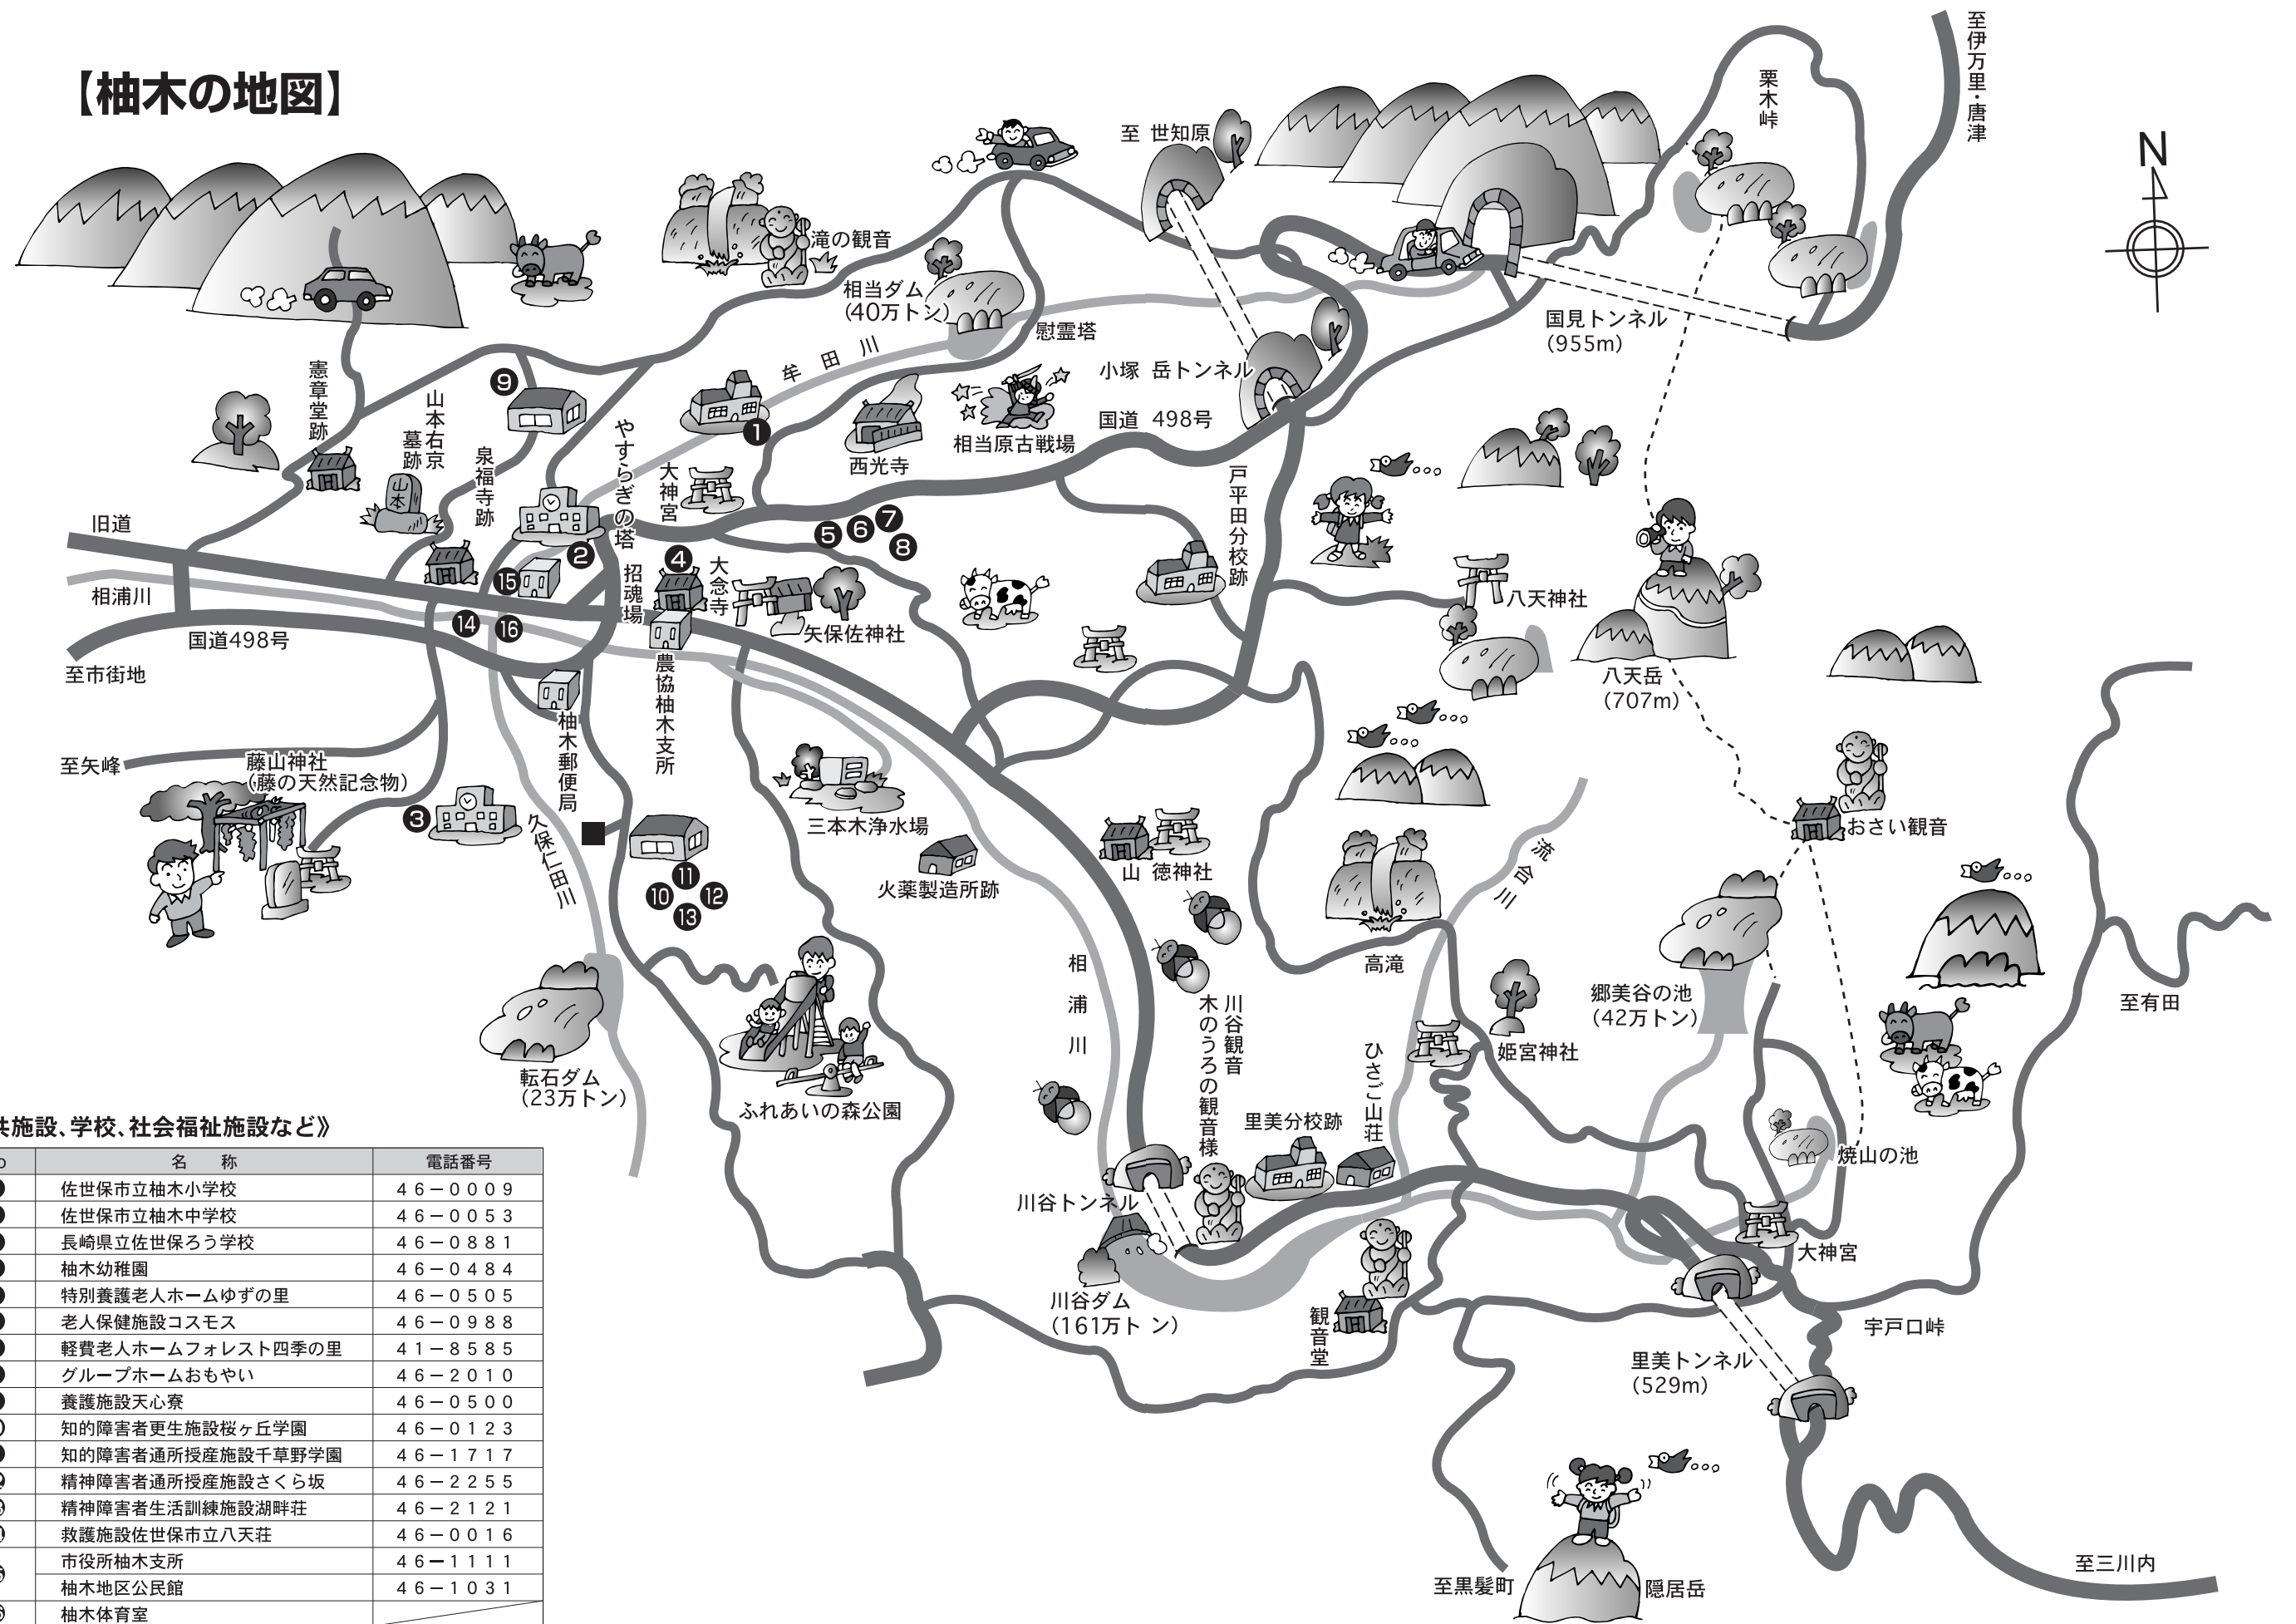 【柚木の地図】
至伊万里・唐津
栗木峠
N
至 世知原
滝の観音
相当ダム
(40万トン)
慰霊塔
牟田川
国見トンネル
(955m)
小塚 岳トンネル
国道 498号
憲章堂跡
山本右京
墓跡
山本
泉福寺跡
❾
やすらぎの塔
❶
大神宮
西光寺
相当原古戦場
戸平田分校跡
旧道
相浦川
国道498号
至市街地
❷
⓯
⓮
⓰
招魂場
❹
大念寺
❺
❻
❼
❽
矢保佐神社
農協柚木支所
柚木郵便局
八天神社
八天岳
(707m)
至矢峰
藤山神社
(藤の天然記念物)
❸
久保仁田川
❿
⓫
⓬
⓭
三本木浄水場
火薬製造所跡
山 徳神社
おさい観音
流合川
高滝
相浦川
川谷観音
木のうろの観音様
姫宮神社
郷美谷の池
(42万トン)
至有田
転石ダム
(23万トン)
ふれあいの森公園
ひさご山荘
里美分校跡
焼山の池
川谷トンネル
大神宮
川谷ダム
(161万ト ン)
観音堂
宇戸口峠
里美トンネル
(529m)
至黒髪町
隠居岳
至三川内
共施設、学校、社会福祉施設など》
o 名 称 電話番号
佐世保市立柚木小学校 46－0009
佐世保市立柚木中学校 46－0053
長崎県立佐世保ろう学校 46－0881
柚木幼稚園 46－0484
特別養護老人ホームゆずの里 46－0505
老人保健施設コスモス 46－0988
軽費老人ホームフォレスト四季の里 41－8585
グループホームおもやい 46－2010
養護施設天心寮 46－0500
知的障害者更生施設桜ヶ丘学園 46－0123
知的障害者通所授産施設千草野学園 46－1717
精神障害者通所授産施設さくら坂 46－2255
精神障害者生活訓練施設湖畔荘 46－2121
救護施設佐世保市立八天荘 46－0016
市役所柚木支所 46－1111
柚木地区公民館 46－1031
柚木体育室